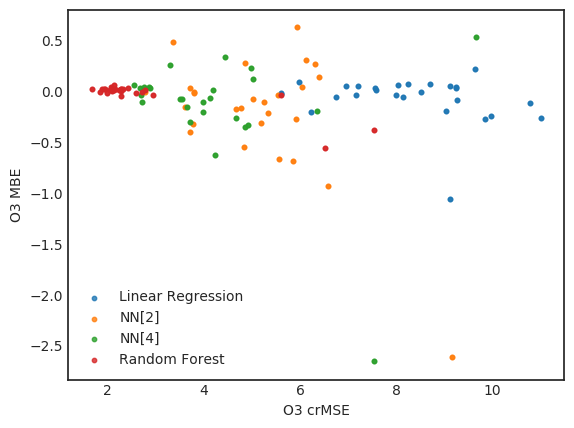 0.5
0.0
−0.5
−1.0
−1.5
−2.0
−2.5
O3 MBE
Linear Regression
NN[2]
NN[4]
Random Forest
2 4 6 8 10
O3 crMSE